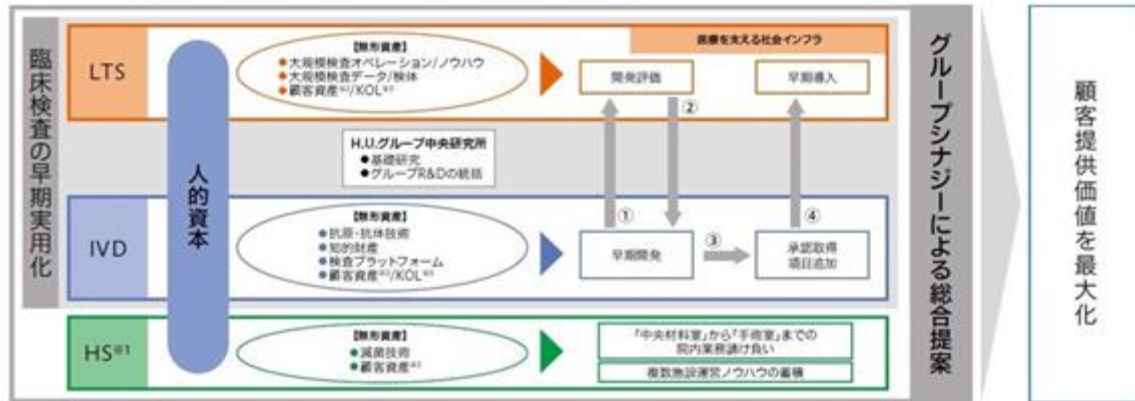 臨床検査の早期実用化
LTS
人的資本
【無形資産】
◆大規模検査オペレーション/ノウハウ
◆大規模検査データ/検体
◆顧客資産※2/KOL※3
医療を支える社会インフラ
開発評価
早期導入
②
H.U.グループ中央研究所
●基礎研究
●グループR&Dの統括
IVD
【無形資産】
●抗原・抗体技術
●知的財産
●検査プラットフォーム
●顧客資産※2/KOL※3
①
早期開発
③
④
承認取得
項目追加
HS※1
【無形資産】
●滅菌技術
●顧客資産※2
「中央材料室」から「手術室」までの
院内業務請け負い
複数施設運営ノウハウの蓄積
グループシナジーによる総合提案
顧客提供価値を最大化